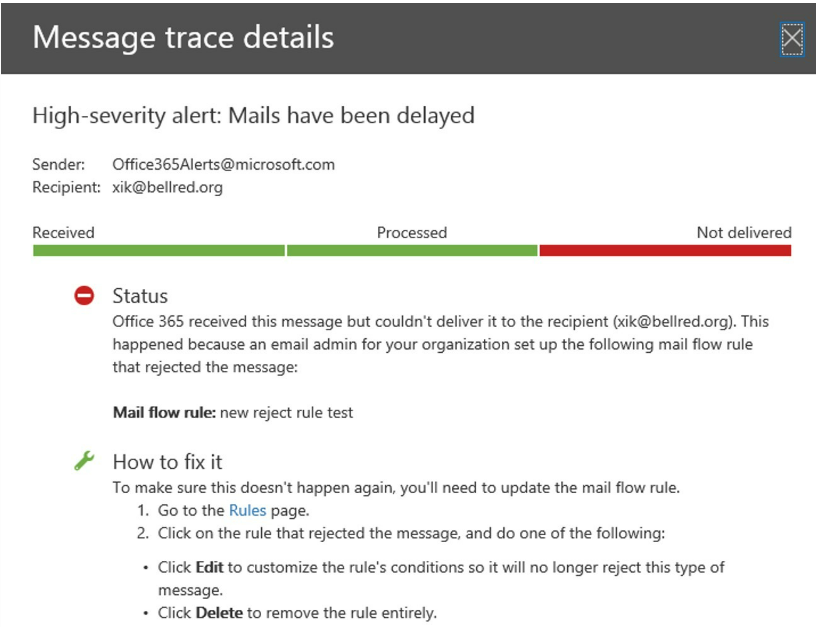 Message trace details
High-severity alert: Mails have been delayed
Sender: Office365Alerts@microsoft.com
Recipient: xik@bellred.org
Received Processed Not delivered
Status
Office 365 received this message but couldn't deliver it to the recipient (xik@bellred.org). This
happened because an email admin for your organization set up the following mail flow rule
that rejected the message:
Mail flow rule: new reject rule test
How to fix it
To make sure this doesn't happen again, you'll need to update the mail flow rule.
1. Go to the Rules page.
2. Click on the rule that rejected the message, and do one of the following:
• Click Edit to customize the rule's conditions so it will no longer reject this type of
message.
• Click Delete to remove the rule entirely.